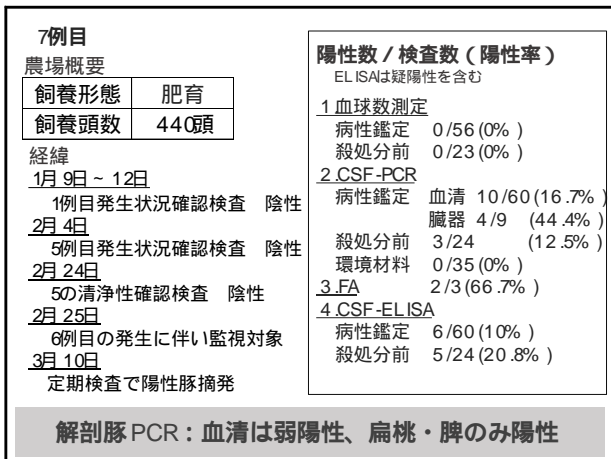 7例目
農場概要
飼養形態 肥育
飼養頭数 440頭
経緯
1月9日~12日
1例目発生状況確認検査 陰性
2月4日
5例目発生状況確認検査 陰性
2月24日
5の清浄性確認検査 陰性
2月25日
6例目の発生に伴い監視対象
3月10日
定期検査で陽性豚摘発
陽性数/検査数(陽性率)
ELISAは疑陽性を含む
1血球数測定
病性鑑定 0/56(0%)
殺処分前 0/23(0%)
2.CSF-PCR
病性鑑定 血清 10/60(16.7%)
臓器 4/9 (44.4%)
殺処分前 3/24 (12.5%)
環境材料 0/35(0%)
3.FA 2/3(66.7%)
4.CSF-ELISA
病性鑑定 6/60(10%)
殺処分前 5/24(20.8%)
解剖豚PCR:血清は弱陽性、扁桃・脾のみ陽性